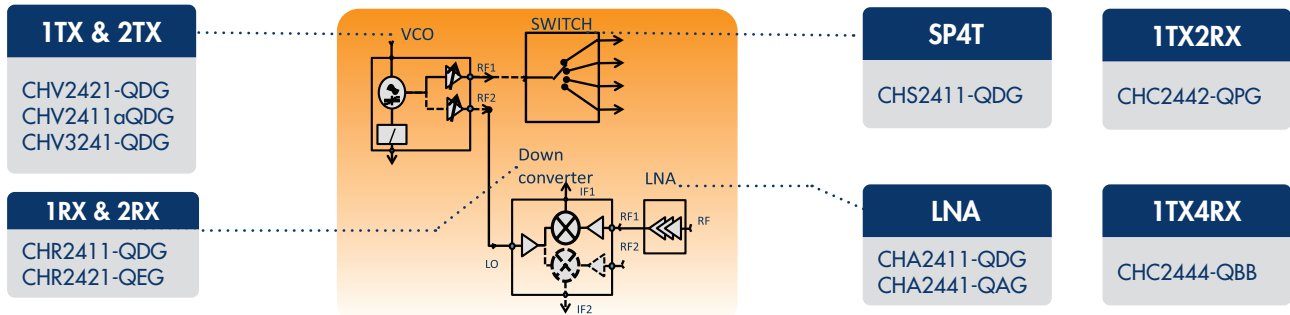 1TX & 2TX
CHV2421-QDG
CHV2411aQDG
CHV3241-QDG
1RX & 2RX
CHR2411-QDG
CHR2421-QEG
VCO
SWITCH
RF1
RF2
Down
converter
LNA
IF1
RF1
RF
RF2
LO
IF2
SP4T
CHS2411-QDG
1TX2RX
CHC2442-QPG
LNA
CHA2411-QDG
CHA2441-QAG
1TX4RX
CHC2444-QBB